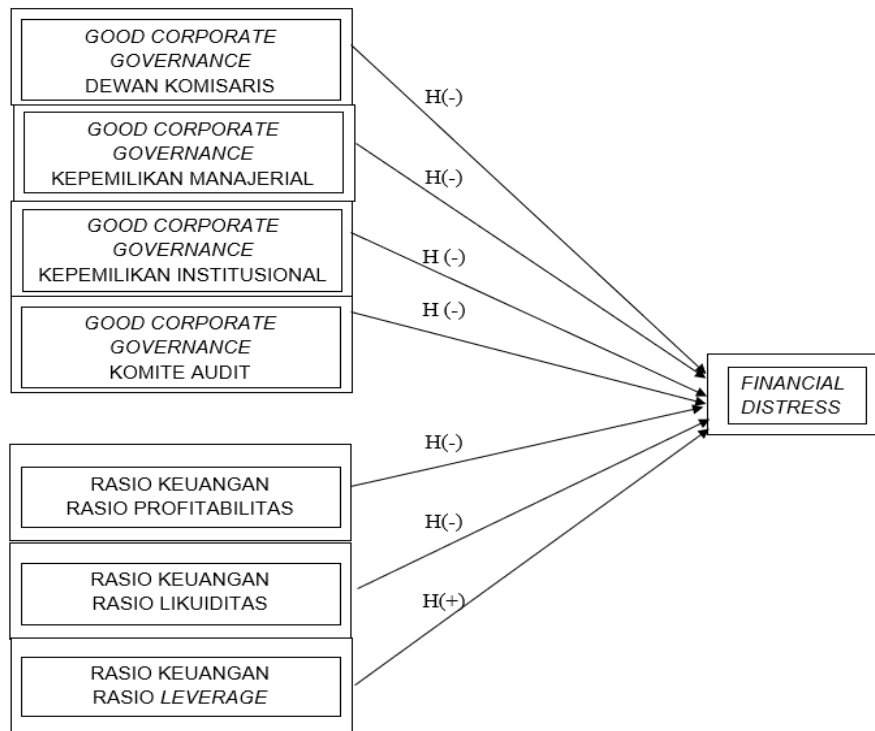 GOOD CORPORATE
GOVERNANCE
DEWAN KOMISARIS
H(-)
GOOD CORPORATE
GOVERNANCE
KEPEMILIKAN MANAJERIAL
H(-)
GOOD CORPORATE
GOVERNANCE
KEPEMILIKAN INSTITUSIONAL
H (-)
GOOD CORPORATE
GOVERNANCE
KOMITE AUDIT
H (-)
FINANCIAL
DISTRESS
RASIO KEUANGAN
RASIO PROFITABILITAS
H(-)
RASIO KEUANGAN
RASIO LIKUIDITAS
H(-)
RASIO KEUANGAN
RASIO LEVERAGE
H(+)